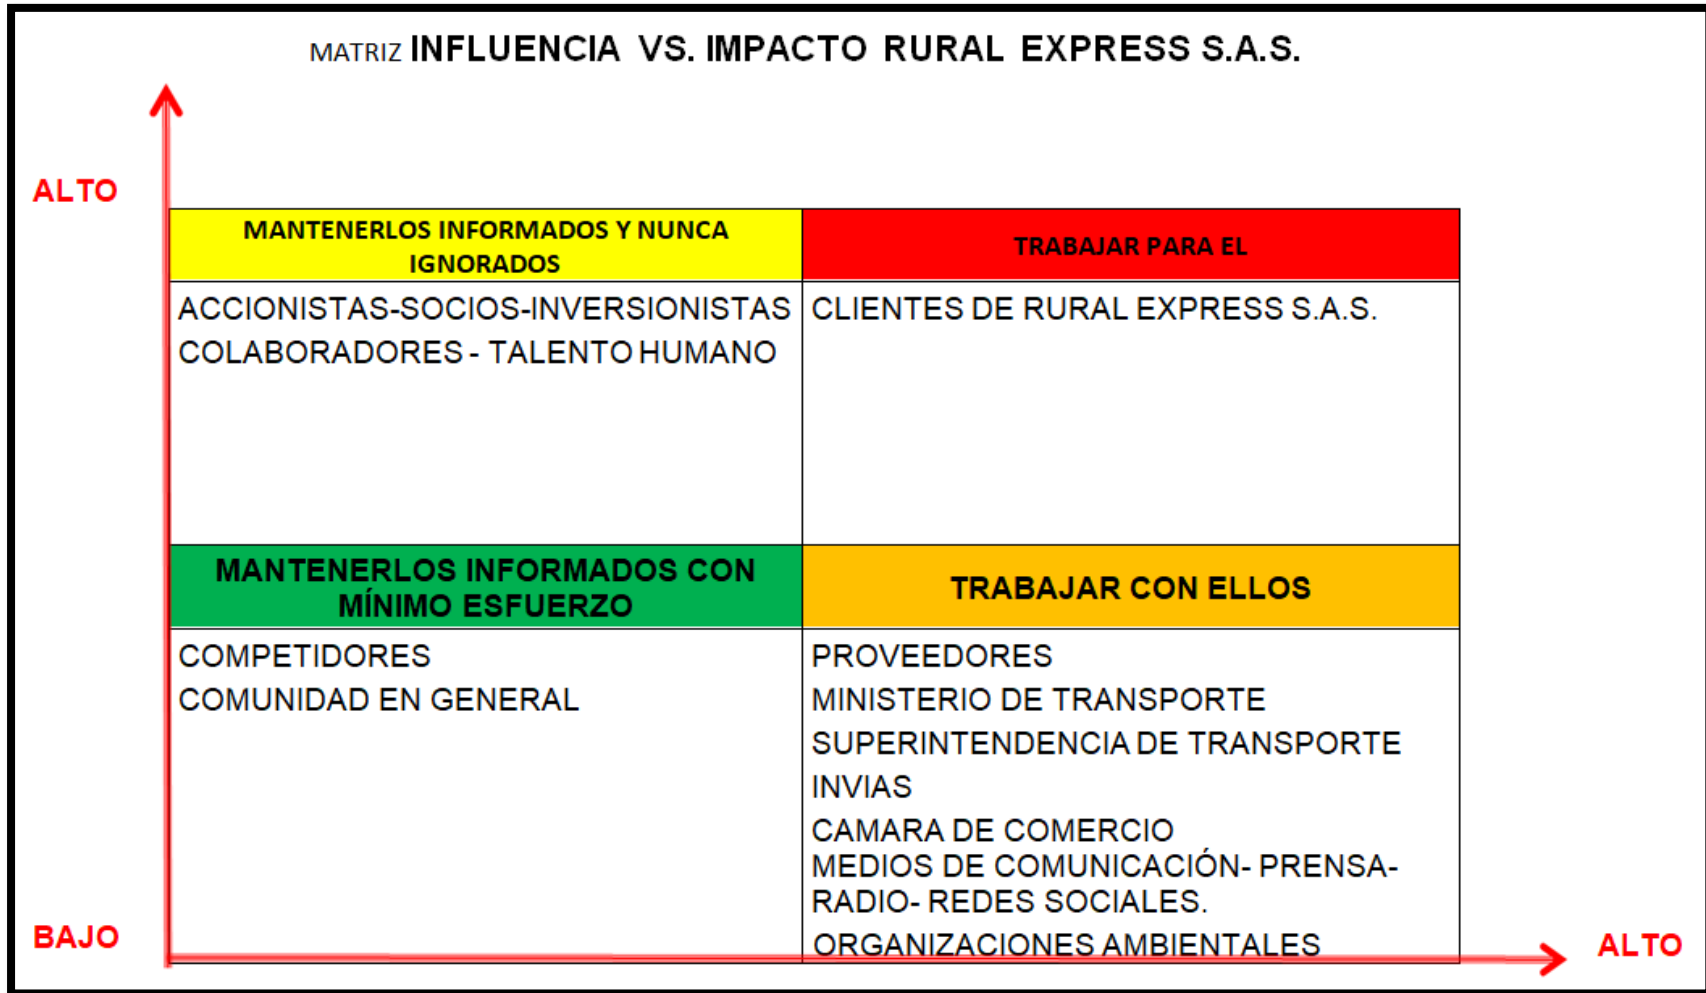 MATRIZ INFLUENCIA VS. IMPACTO RURAL EXPRESS S.A.S.
ALTO
MANTENERLOS INFORMADOS Y NUNCA
IGNORADOS
TRABAJAR PARA EL
ACCIONISTAS-SOCIOS-INVERSIONISTAS
COLABORADORES - TALENTO HUMANO
CLIENTES DE RURAL EXPRESS S.A.S.
MANTENERLOS INFORMADOS CON
MÍNIMO ESFUERZO
TRABAJAR CON ELLOS
COMPETIDORES
COMUNIDAD EN GENERAL
PROVEEDORES
MINISTERIO DE TRANSPORTE
SUPERINTENDENCIA DE TRANSPORTE
INVIAS
CAMARA DE COMERCIO
MEDIOS DE COMUNICACIÓN- PRENSA-
RADIO- REDES SOCIALES.
ORGANIZACIONES AMBIENTALES
BAJO
ALTO